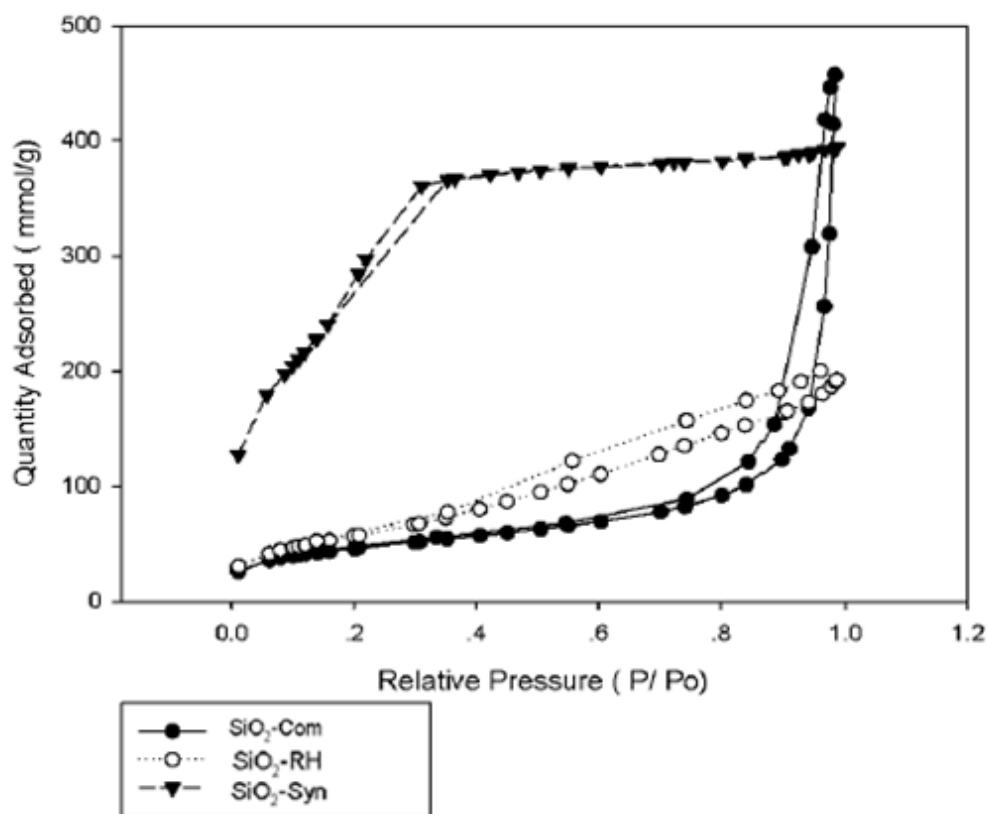 500
400
300
200
100
0
Quantity Adsorbed ( mmol/g)
0.0 .2 .4 .6 .8 1.0 1.2
Relative Pressure ( P/ Po)
SiO₂-Com
SiO₂-RH
SiO₂-Syn